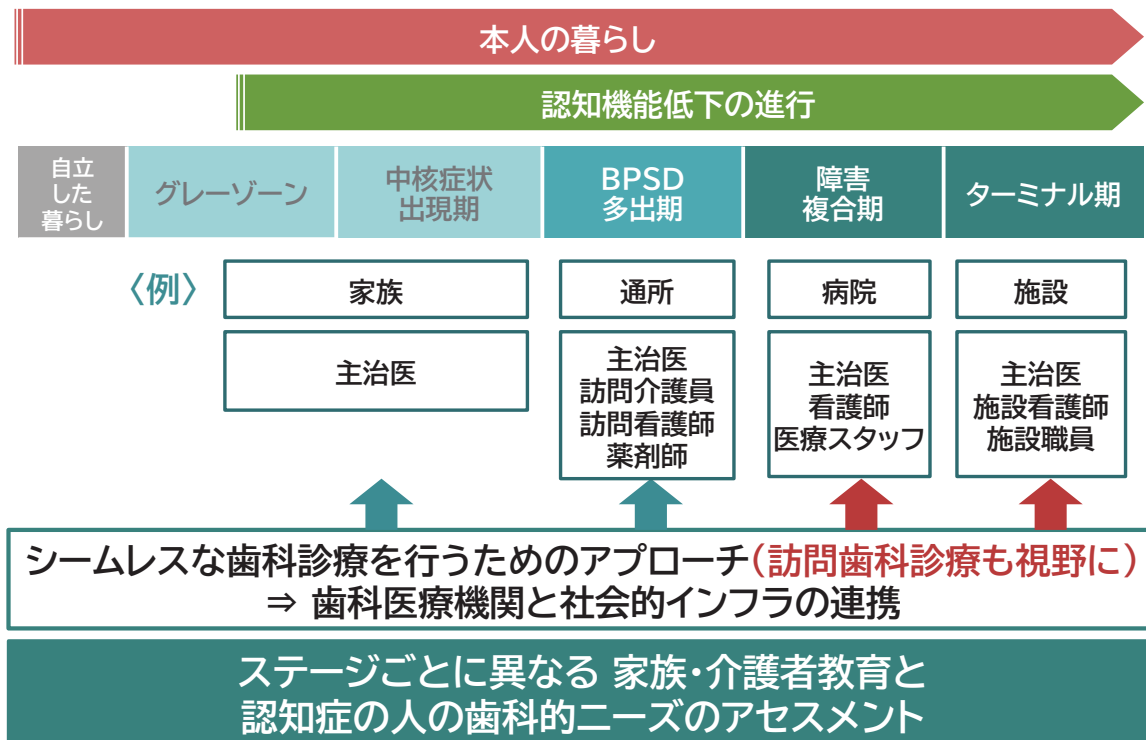 本人の暮らし
認知機能低下の進行
自立
した
暮らし
グレーゾーン
中核症状
出現期
BPSD
多出期
障害
複合期
ターミナル期
〈例〉
家族
通所
病院
施設
主治医
主治医
訪問介護員
訪問看護師
薬剤師
主治医
看護師
医療スタッフ
主治医
施設看護師
施設職員
シームレスな歯科診療を行うためのアプローチ(訪問歯科診療も視野に)
⇒ 歯科医療機関と社会的インフラの連携
ステージごとに異なる 家族・介護者教育と
認知症の人の歯科的ニーズのアセスメント